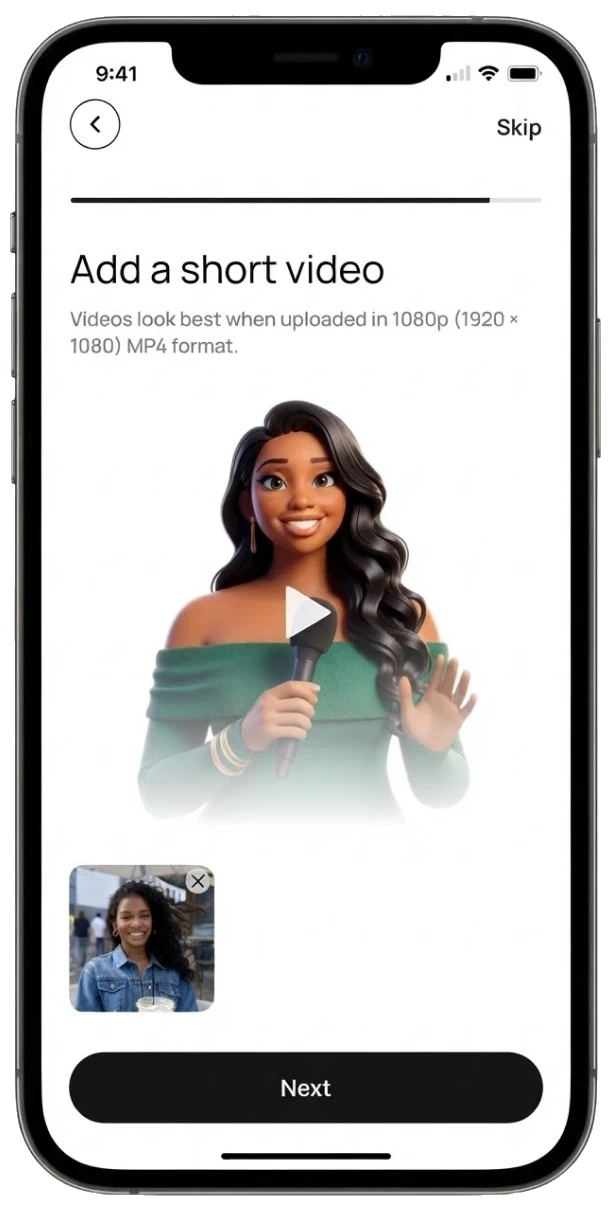 9:41
Skip
Add a short video
Videos look best when uploaded in 1080p (1920 ×
1080) MP4 format.
Next